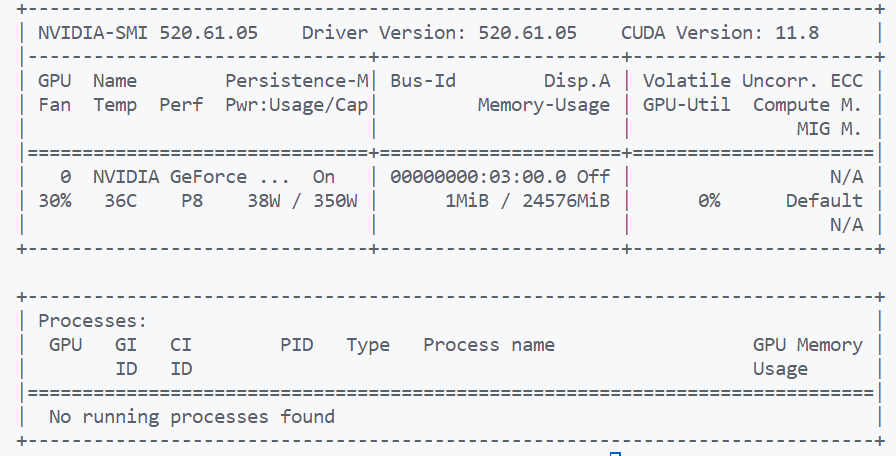 +-----------------------------------------------------------------------------+
| NVIDIA-SMI 520.61.05    Driver Version: 520.61.05    CUDA Version: 11.8     |
|-------------------------------+----------------------+----------------------+
| GPU  Name        Persistence-M| Bus-Id        Disp.A | Volatile Uncorr. ECC |
| Fan  Temp  Perf  Pwr:Usage/Cap|         Memory-Usage | GPU-Util  Compute M. |
|                               |                      |               MIG M. |
|===============================+======================+======================|
|   0  NVIDIA GeForce ...  On   | 00000000:03:00.0 Off |                  N/A |
| 30%   36C    P8    38W / 350W |      1MiB / 24576MiB |      0%      Default |
|                               |                      |                  N/A |
+-------------------------------+----------------------+----------------------+

+-----------------------------------------------------------------------------+
| Processes:                                                                  |
|  GPU   GI   CI        PID   Type   Process name                  GPU Memory |
|        ID   ID                                                   Usage      |
|=============================================================================|
|  No running processes found                                                 |
+-----------------------------------------------------------------------------+